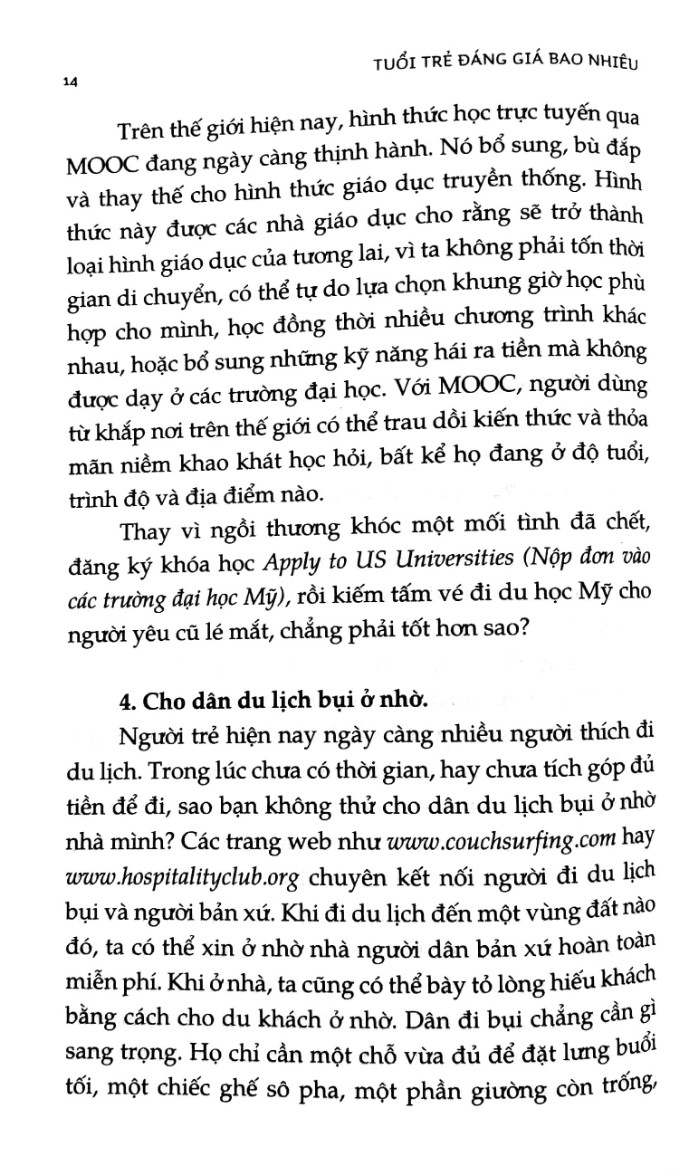 TUỔI TRẺ ĐÁNG GIÁ BAO NHIÊU
14
Trên thế giới hiện nay, hình thức học trực tuyến qua
MOOC đang ngày càng thịnh hành. Nó bổ sung, bù đắp
và thay thế cho hình thức giáo dục truyền thống. Hình
thức này được các nhà giáo dục cho rằng sẽ trở thành
loại hình giáo dục của tương lai, vì ta không phải tốn thời
gian di chuyển, có thể tự do lựa chọn khung giờ học phù
hợp cho mình, học đồng thời nhiều chương trình khác
nhau, hoặc bổ sung những kỹ năng hái ra tiền mà không
được dạy ở các trường đại học. Với MOOC, người dùng
từ khắp nơi trên thế giới có thể trau dồi kiến thức và thỏa
mãn niềm khao khát học hỏi, bất kể họ đang ở độ tuổi,
trình độ và địa điểm nào.
Thay vì ngồi thương khóc một mối tình đã chết,
đăng ký khóa học Apply to US Universities (Nộp đơn vào
các trường đại học Mỹ), rồi kiếm tấm vé đi du học Mỹ cho
người yêu cũ lé mắt, chẳng phải tốt hơn sao?
4. Cho dân du lịch bụi ở nhờ.
Người trẻ hiện nay ngày càng nhiều người thích đi
du lịch. Trong lúc chưa có thời gian, hay chưa tích góp đủ
tiền để đi, sao bạn không thử cho dân du lịch bụi ở nhờ
nhà mình? Các trang web như www.couchsurfing.com hay
www.hospitalityclub.org chuyên kết nối người đi du lịch
bụi và người bản xứ. Khi đi du lịch đến một vùng đất nào
đó, ta có thể xin ở nhờ nhà người dân bản xứ hoàn toàn
miễn phí. Khi ở nhà, ta cũng có thể bày tỏ lòng hiếu khách
bằng cách cho du khách ở nhờ. Dân đi bụi chẳng cần gì
sang trọng. Họ chỉ cần một chỗ vừa đủ để đặt lưng buổi
tối, một chiếc ghế sô pha, một phần giường còn trống,